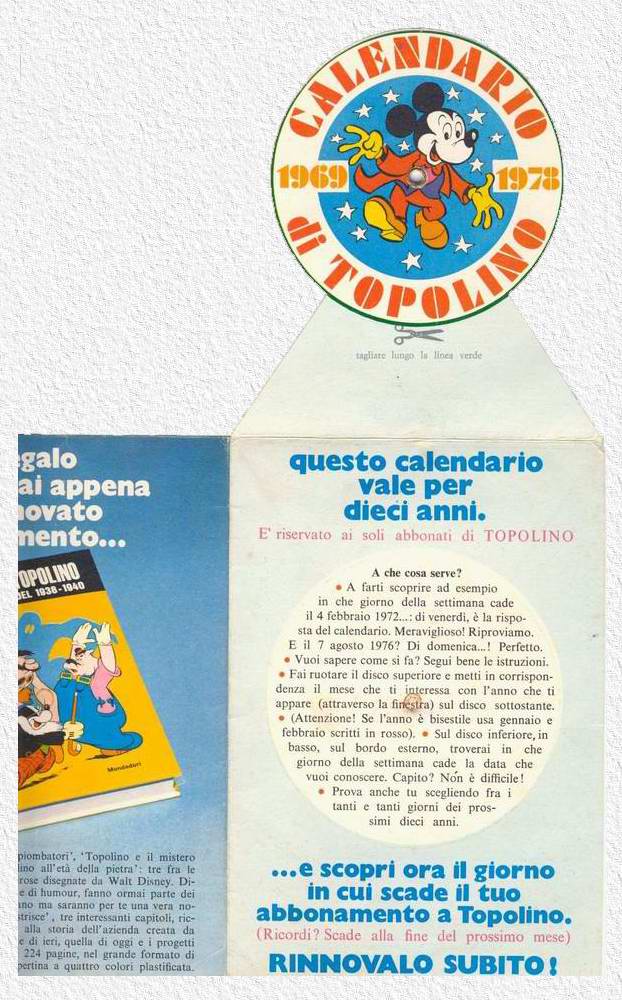 CALENDARIO
1969 1978
di TOPOLINO
tagliare lungo la linea verde
questo calendario
vale per
dieci anni.
E' riservato ai soli abbonati di TOPOLINO
A che cosa serve?
• A farti scoprire ad esempio
in che giorno della settimana cade
il 4 febbraio 1972...: di venerdì, è la rispo-
sta del calendario. Meraviglioso! Riproviamo.
E il 7 agosto 1976? Di domenica...! Perfetto.
• Vuoi sapere come si fa? Segui bene le istruzioni.
• Fai ruotare il disco superiore e metti in corrispon-
denza il mese che ti interessa con l'anno che ti
appare (attraverso la finestra) sul disco sottostante.
• (Attenzione! Se l'anno è bisestile usa gennaio e
febbraio scritti in rosso). • Sul disco inferiore, in
basso, sul bordo esterno, troverai in che
giorno della settimana cade la data che
vuoi conoscere. Capito? Non è difficile!
• Prova anche tu scegliendo fra i
tanti e tanti giorni dei pros-
simi dieci anni.
...e scopri ora il giorno
in cui scade il tuo
abbonamento a Topolino.
(Ricordi? Scade alla fine del prossimo mese)
RINNOVALO SUBITO!
egalo
ai appena
novato
mento...
TOPOLINO
DEL 1938-1940
Mondadori
piombatori', 'Topolino e il mistero
lino all'età della pietra': tre fra le
rose disegnate da Walt Disney. Di-
e di humour, fanno ormai parte dei
no ma saranno per te una vera no-
strisce', tre interessanti capitoli, ric-
alla storia dell'azienda creata da
e di ieri, quella di oggi e i progetti
224 pagine, nel grande formato di
pertina a quattro colori plastificata.